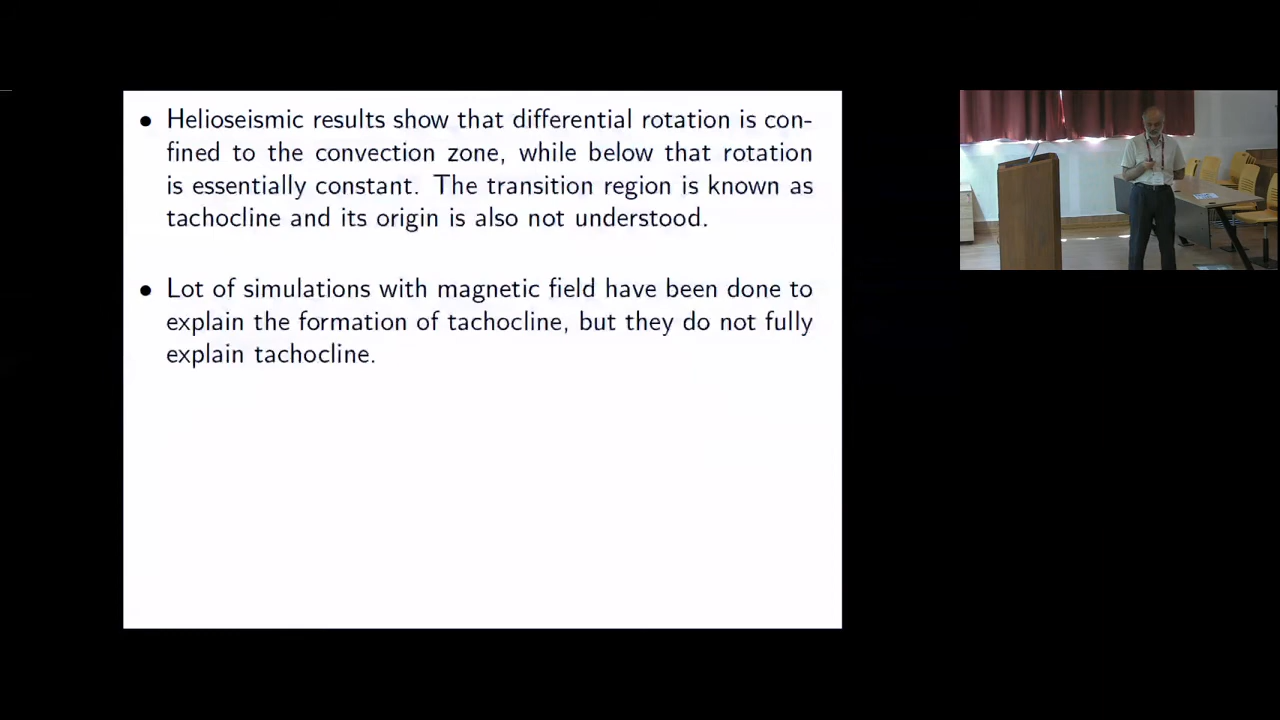 • Helioseismic results show that differential rotation is con-
fined to the convection zone, while below that rotation
is essentially constant. The transition region is known as
tachocline and its origin is also not understood.
• Lot of simulations with magnetic field have been done to
explain the formation of tachocline, but they do not fully
explain tachocline.